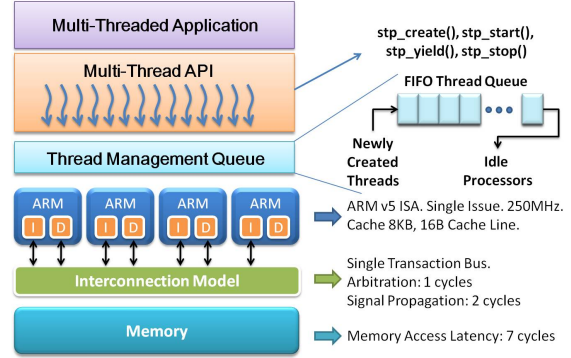 Multi-Threaded Application
stp_create(), stp_start(),
stp_yield(), stp_stop()
Multi-Thread API
FIFO Thread Queue
Thread Management Queue
Newly
Created
Threads
Idle
Processors
ARM
I D
ARM
I D
ARM
I D
ARM
I D
ARM v5 ISA. Single Issue. 250MHz.
Cache 8KB, 16B Cache Line.
Interconnection Model
Single Transaction Bus.
Arbitration: 1 cycles
Signal Propagation: 2 cycles
Memory
Memory Access Latency: 7 cycles